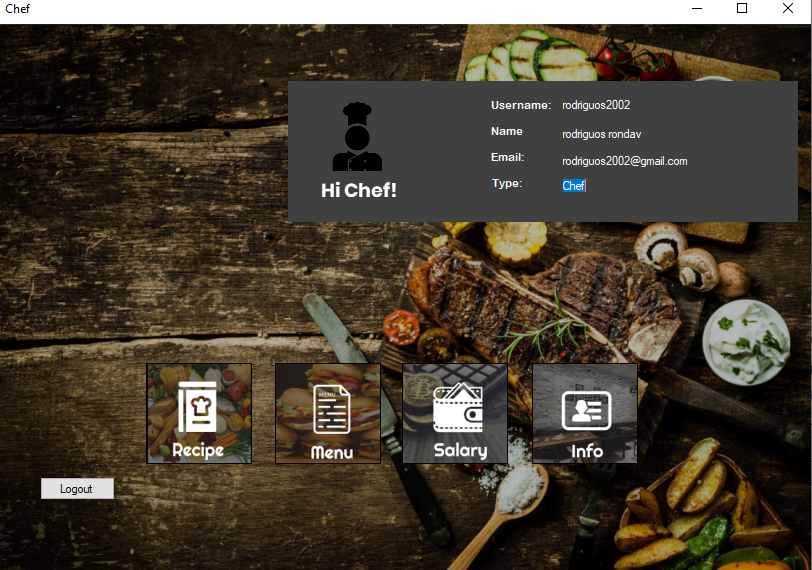 Chef
Username: rodriguos2002
Name rodriguos rondav
Email: rodriguos2002@gmail.com
Type: Chef
Hi Chef!
MENU
Recipe
Menu
Salary
Info
Logout